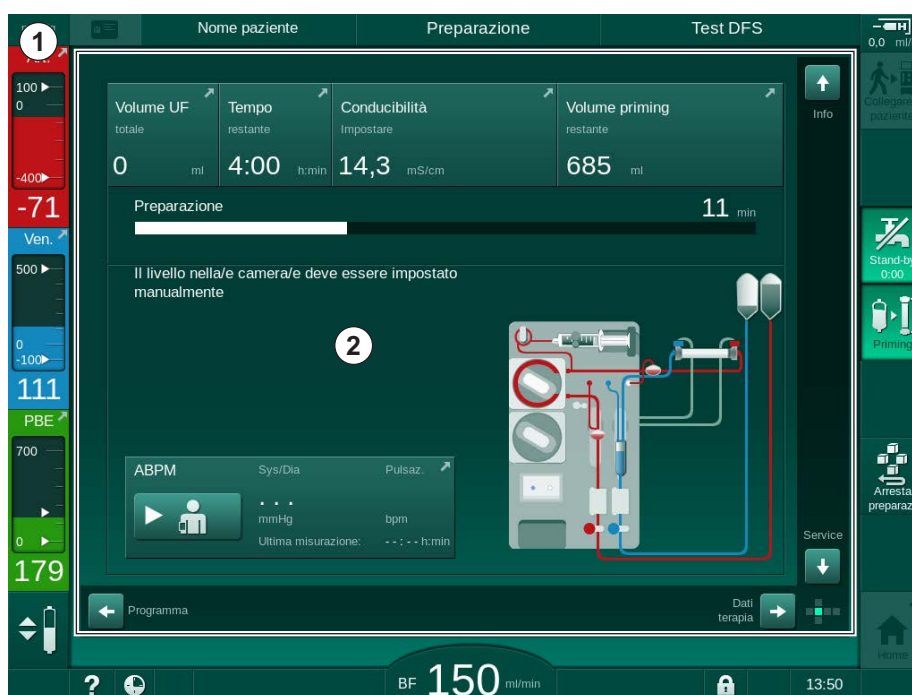 Nome paziente
Preparazione
Test DFS
0,0 ml/
1
100
0
-400
-71
Ven.
500
0
-100
111
PBE
700
0
179
Volume UF
totale
0 ml
Tempo
restante
4:00 h:min
Conducibilità
Impostare
14,3 mS/cm
Volume priming
restante
685 ml
Preparazione
11 min
Il livello nella/e camera/e deve essere impostato
manualmente
2
ABPM
Sys/Dia
Pulsaz.
. . .
mmHg
bpm
Ultima misurazione:
--:-- h:min
Info
Service
Programma
Dati
terapia
Collegare
paziente
Stand-by
0:00
Priming
Arresta
preparaz
Home
?
BF 150 ml/min
13:50